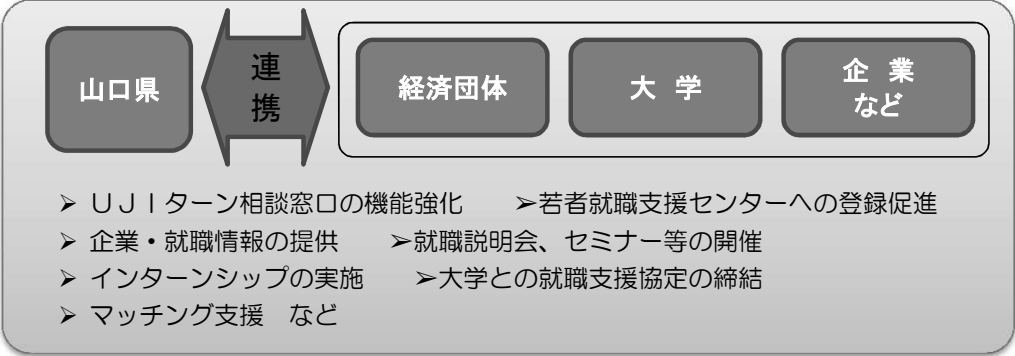 山口県
連
携
経済団体
大 学
企 業
など
➢ UJIターン相談窓口の機能強化 ➢若者就職支援センターへの登録促進
➢ 企業・就職情報の提供 ➢就職説明会、セミナー等の開催
➢ インターンシップの実施 ➢大学との就職支援協定の締結
➢ マッチング支援 など